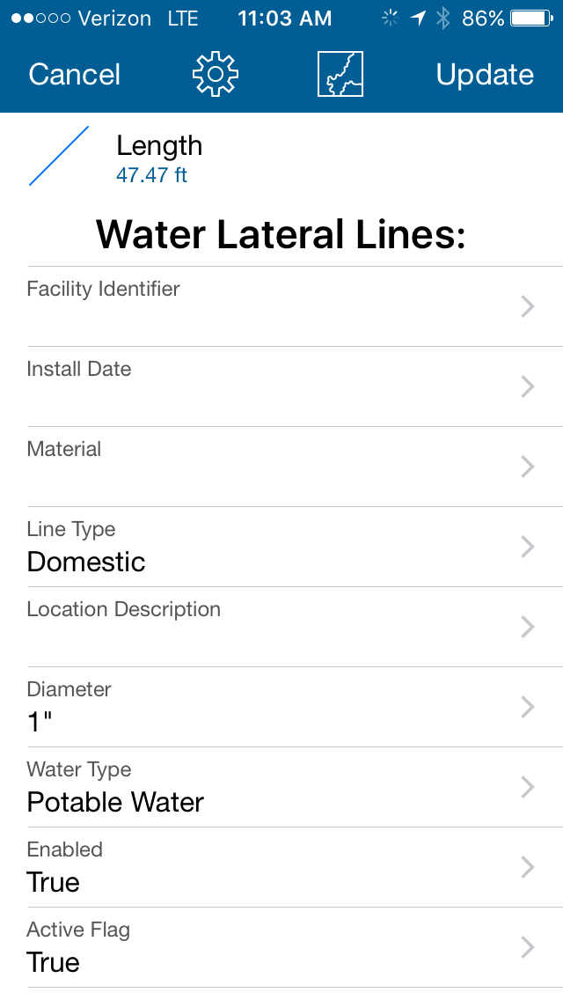 Verizon LTE 11:03 AM 86%
Cancel Update
Length
47.47 ft
Water Lateral Lines:
Facility Identifier
Install Date
Material
Line Type
Domestic
Location Description
Diameter
1"
Water Type
Potable Water
Enabled
True
Active Flag
True